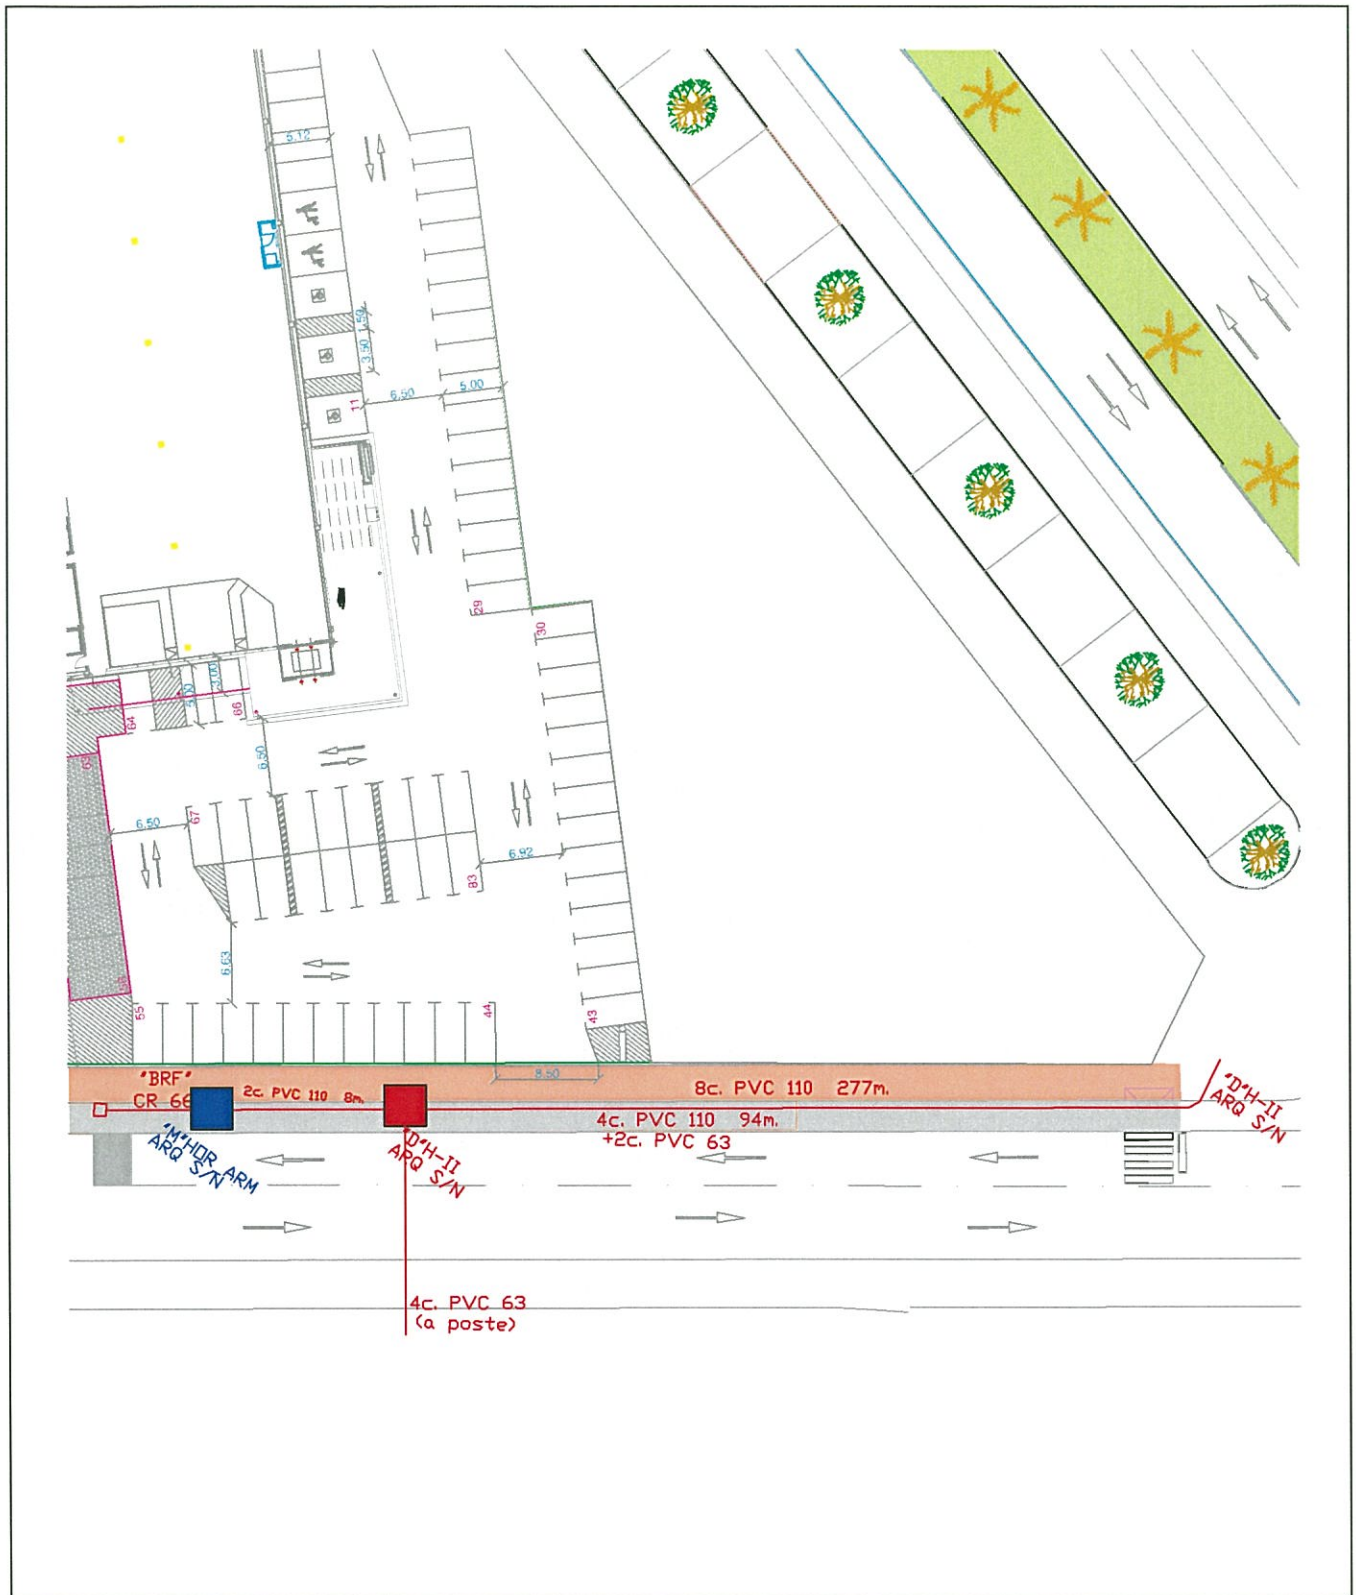 5.12
1.50
3.50
11
6.50
5.00
29
30
3.00
5.00
64
66
6.50
63
67
6.50
6.92
83
6.63
56
55
44
43
8.50
"BRF"
CR 66
2c. PVC 110 8m.
8c. PVC 110 277m.
4c. PVC 110 94m.
+2c. PVC 63
"D"H-II
ARQ S/N
"M"HOR ARM
ARQ S/N
"D"H-II
ARQ S/N
4c. PVC 63
(a poste)